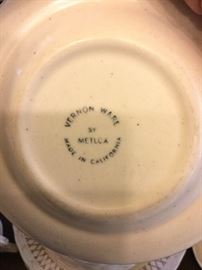 VERNON WARE
BY
METLOX
MADE IN CALIFORNIA